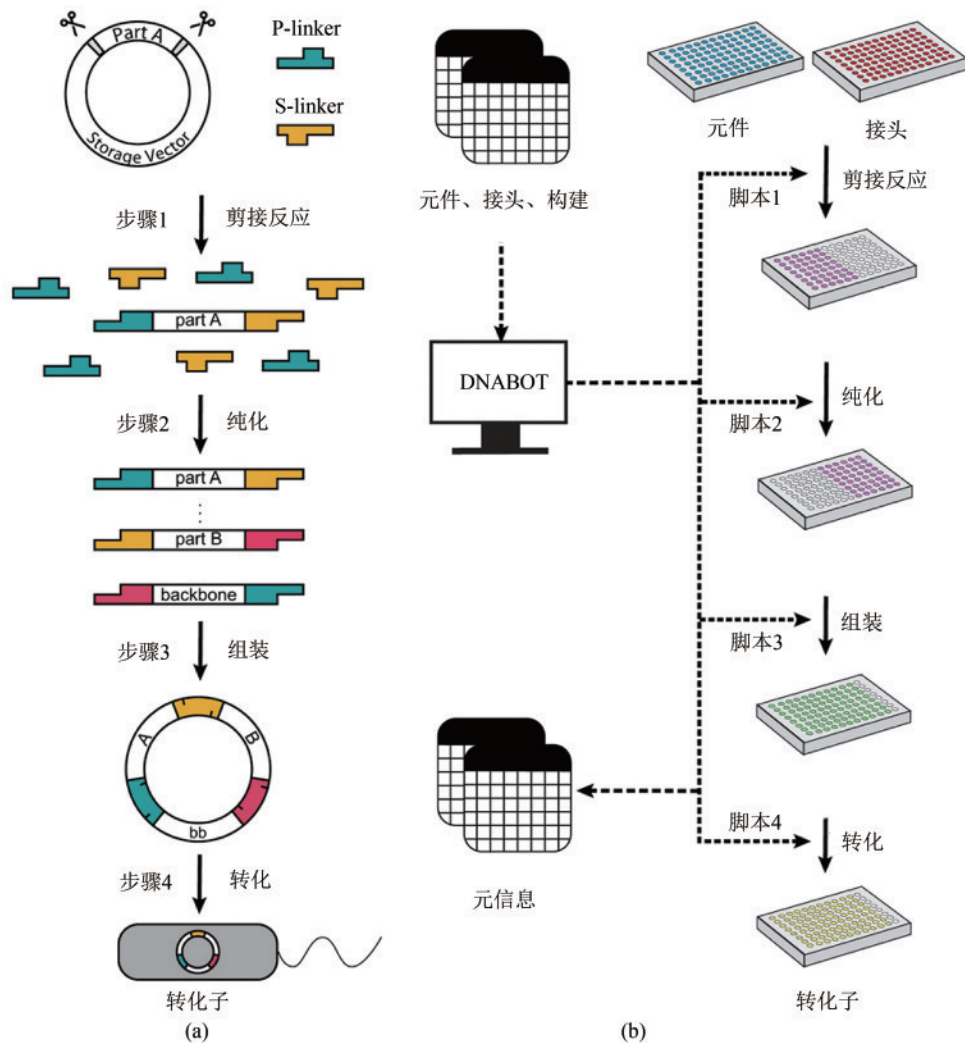 Part A
Storage Vector
P-linker
S-linker
步骤1 剪接反应
part A
步骤2 纯化
part A
part B
backbone
步骤3 组装
A
B
bb
步骤4 转化
转化子
(a)
元件、接头、构建
DNABOT
元信息
元件
接头
脚本1
剪接反应
脚本2
纯化
脚本3
组装
脚本4
转化
转化子
(b)